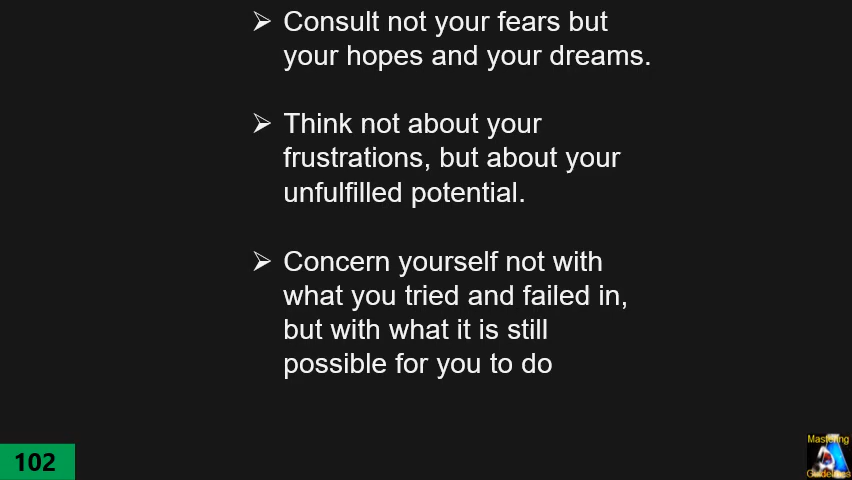 ➢ Consult not your fears but
your hopes and your dreams.
➢ Think not about your
frustrations, but about your
unfulfilled potential.
➢ Concern yourself not with
what you tried and failed in,
but with what it is still
possible for you to do
102
Mastering
Guidelines